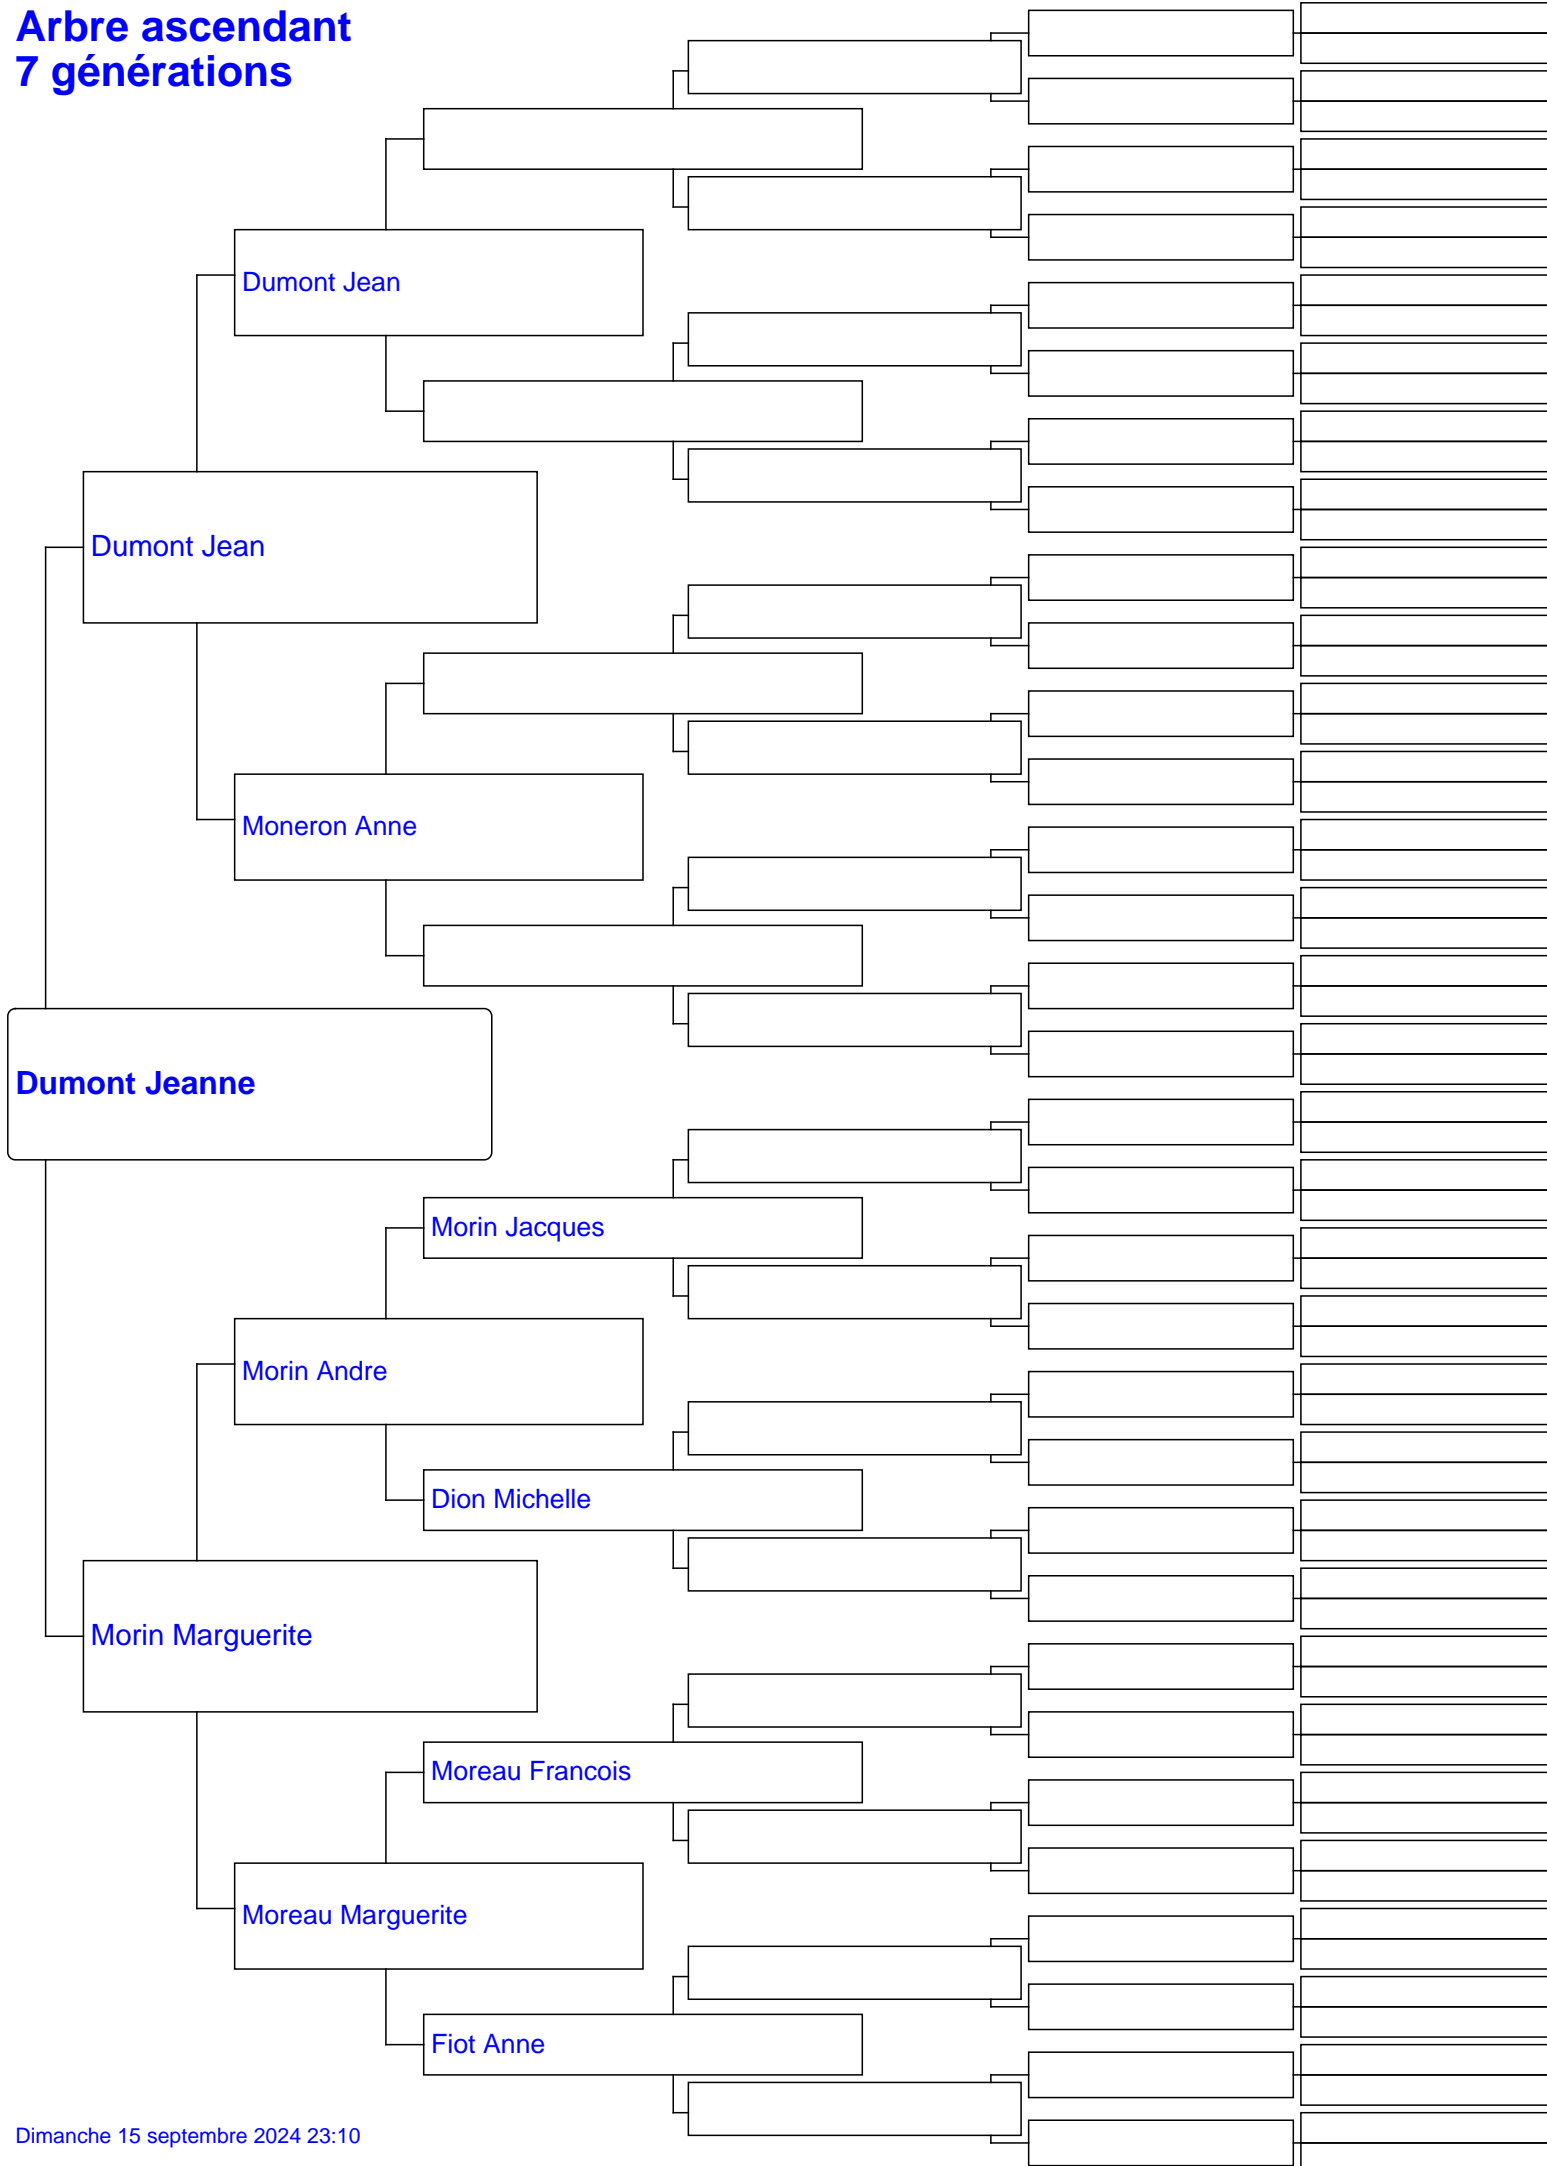 Arbre ascendant
7 générations
Dumont Jean
Dumont Jean
Moneron Anne
Dumont Jeanne
Morin Jacques
Morin Andre
Dion Michelle
Morin Marguerite
Moreau Francois
Moreau Marguerite
Fiot Anne
Dimanche 15 septembre 2024 23:10